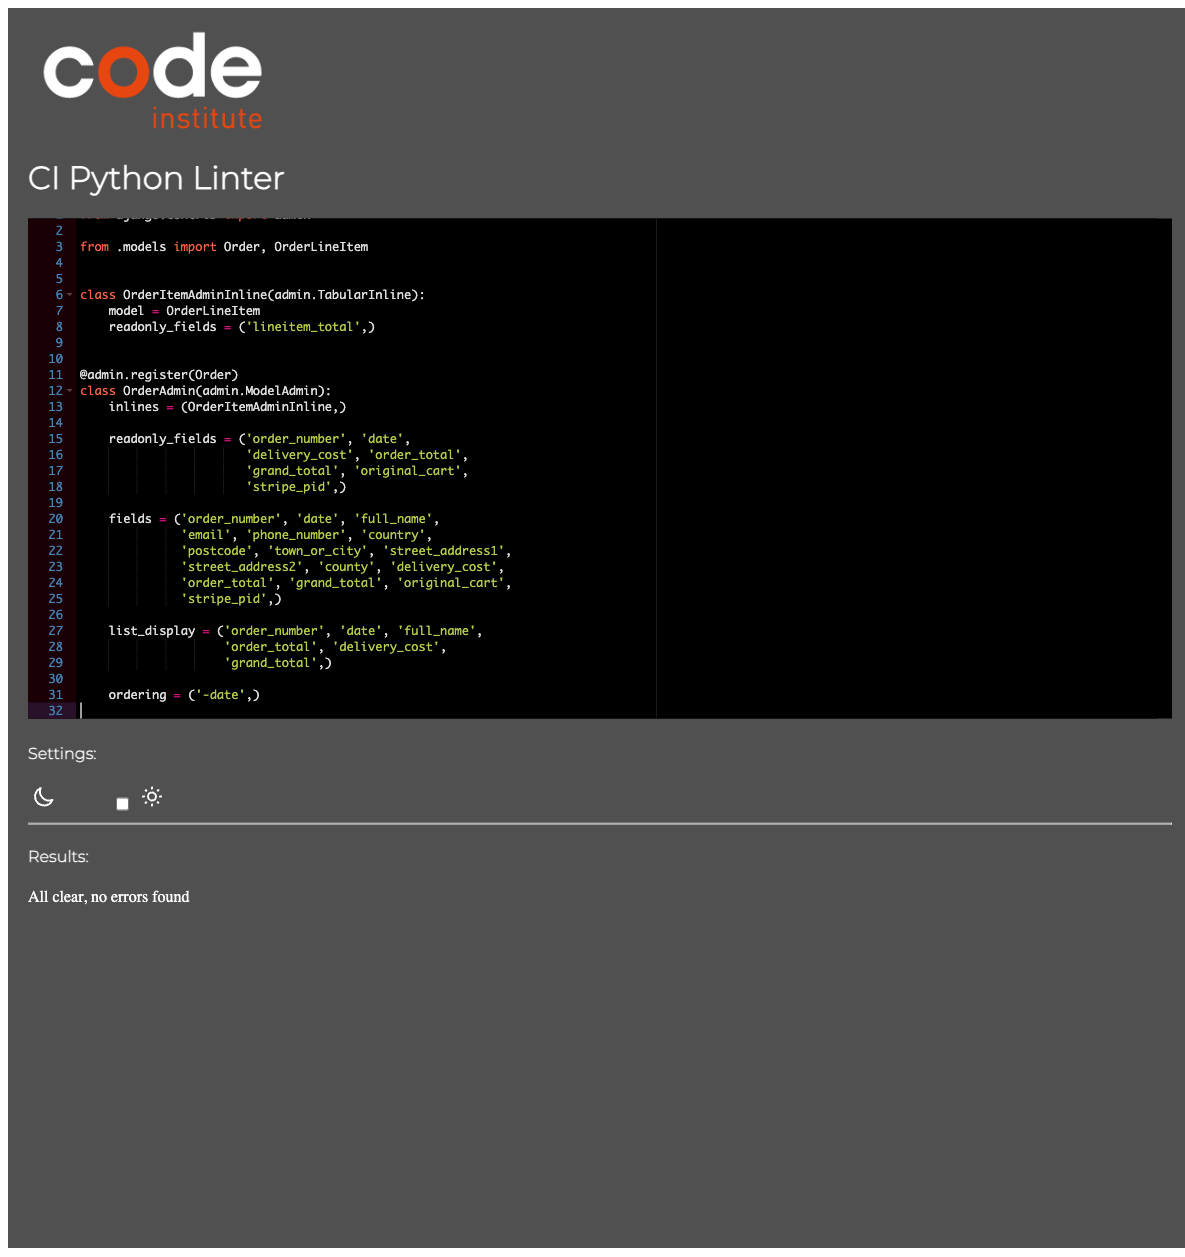 code
institute
CI Python Linter
2
3 from .models import Order, OrderLineItem
4
5
6 class OrderItemAdminInline(admin.TabularInline):
7     model = OrderLineItem
8     readonly_fields = ('lineitem_total',)
9
10
11 @admin.register(Order)
12 class OrderAdmin(admin.ModelAdmin):
13     inlines = (OrderItemAdminInline,)
14
15     readonly_fields = ('order_number', 'date',
16                        'delivery_cost', 'order_total',
17                        'grand_total', 'original_cart',
18                        'stripe_pid',)
19
20     fields = ('order_number', 'date', 'full_name',
21               'email', 'phone_number', 'country',
22               'postcode', 'town_or_city', 'street_address1',
23               'street_address2', 'county', 'delivery_cost',
24               'order_total', 'grand_total', 'original_cart',
25               'stripe_pid',)
26
27     list_display = ('order_number', 'date', 'full_name',
28                     'order_total', 'delivery_cost',
29                     'grand_total',)
30
31     ordering = ('-date',)
32
Settings:
Results:
All clear, no errors found